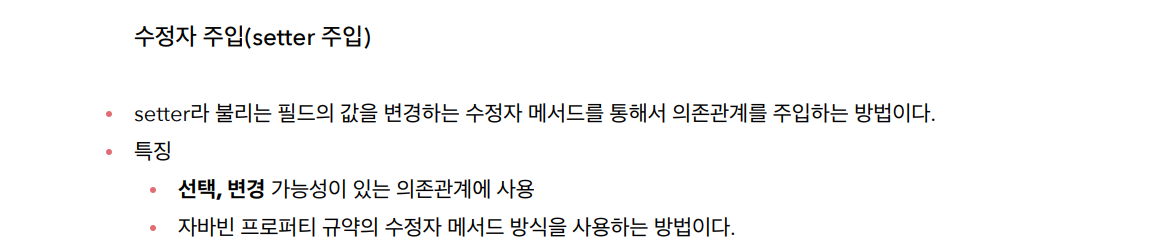 수정자 주입(setter 주입)
setter라 불리는 필드의 값을 변경하는 수정자 메서드를 통해서 의존관계를 주입하는 방법이다.
특징
선택, 변경 가능성이 있는 의존관계에 사용
자바빈 프로퍼티 규약의 수정자 메서드 방식을 사용하는 방법이다.